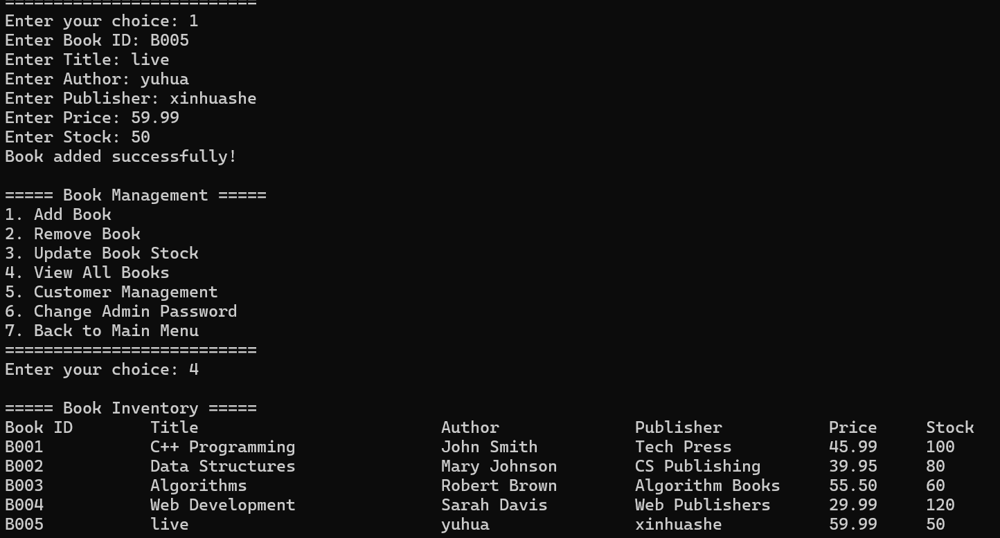 ==========================
Enter your choice: 1
Enter Book ID: B005
Enter Title: live
Enter Author: yuhua
Enter Publisher: xinhuashe
Enter Price: 59.99
Enter Stock: 50
Book added successfully!

===== Book Management =====
1. Add Book
2. Remove Book
3. Update Book Stock
4. View All Books
5. Customer Management
6. Change Admin Password
7. Back to Main Menu
==========================
Enter your choice: 4

===== Book Inventory =====
Book ID        Title                         Author              Publisher           Price     Stock
B001           C++ Programming               John Smith          Tech Press          45.99     100
B002           Data Structures               Mary Johnson        CS Publishing       39.95     80
B003           Algorithms                    Robert Brown        Algorithm Books     55.50     60
B004           Web Development               Sarah Davis         Web Publishers      29.99     120
B005           live                          yuhua               xinhuashe           59.99     50